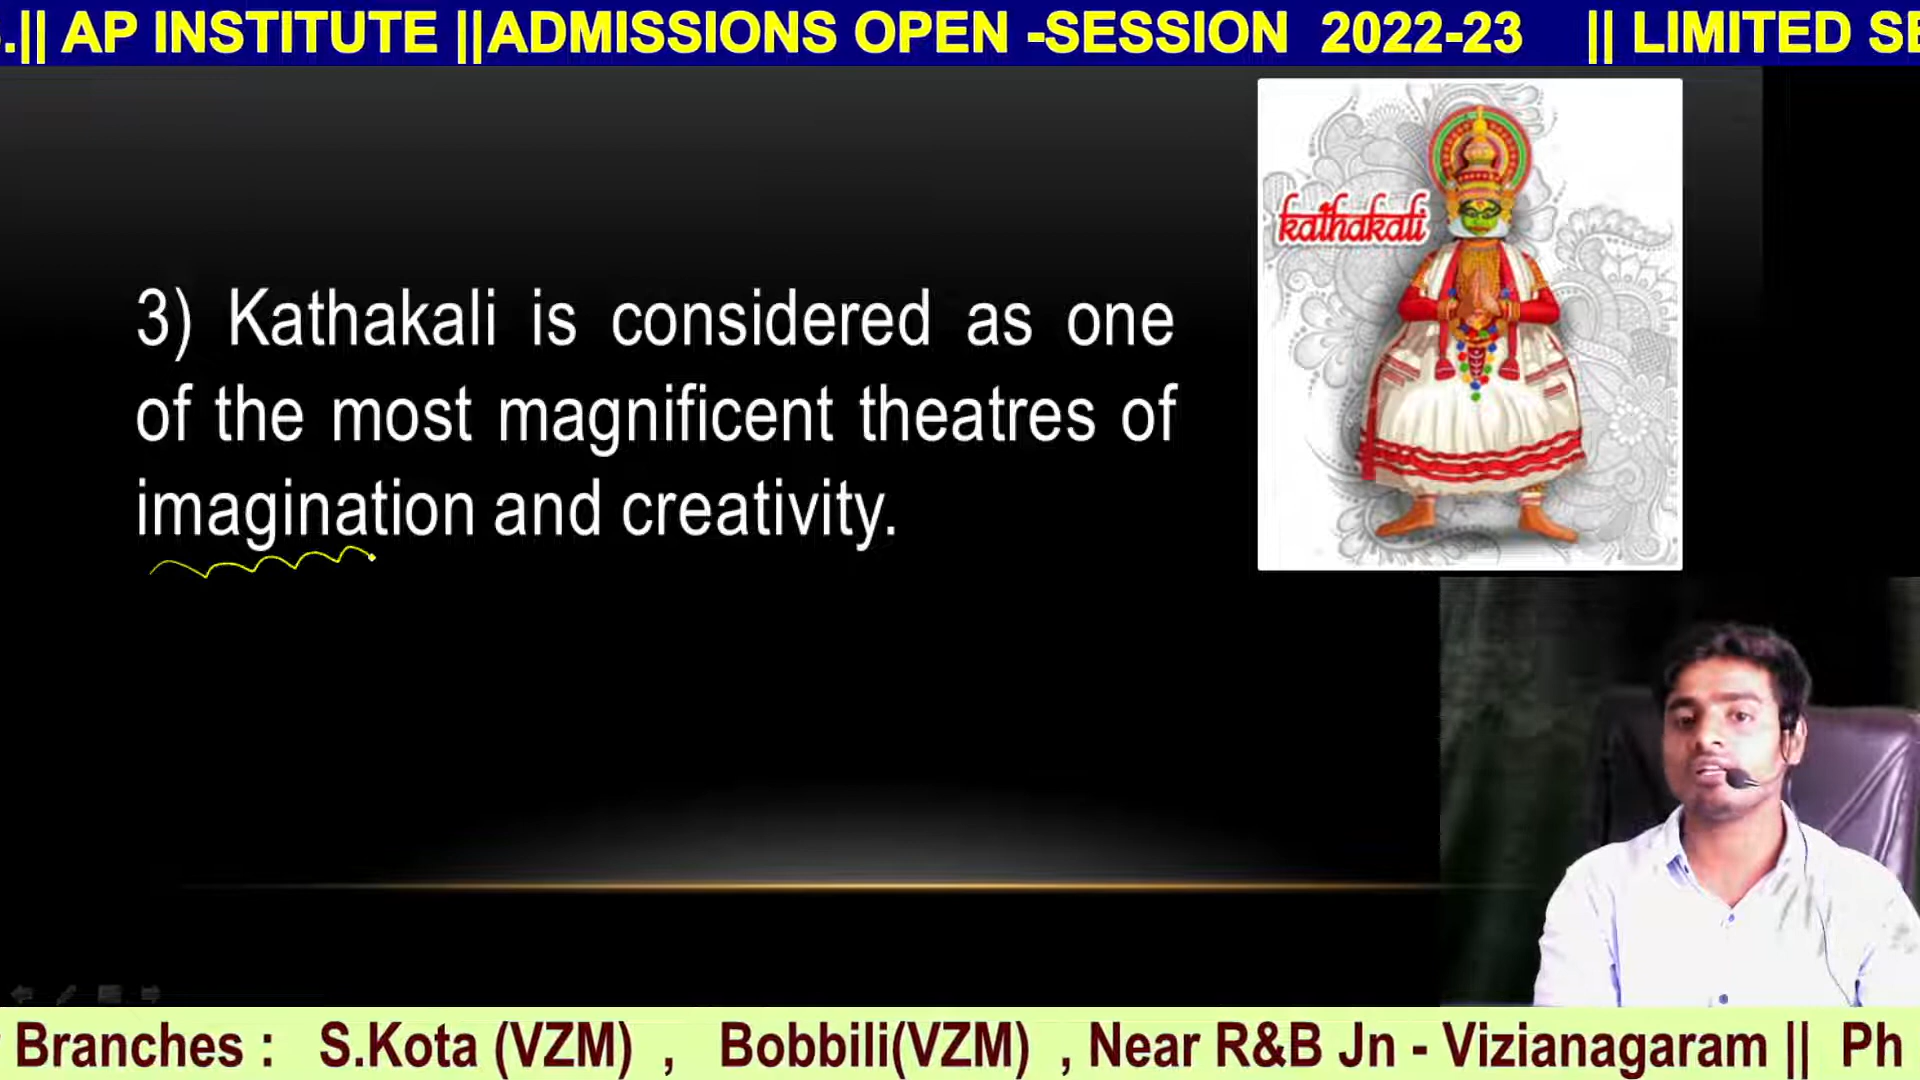 .|| AP INSTITUTE ||ADMISSIONS OPEN -SESSION 2022-23 || LIMITED SE
kathakali
3) Kathakali is considered as one
of the most magnificent theatres of
imagination and creativity.
Branches : S.Kota (VZM) , Bobbili(VZM) , Near R&B Jn - Vizianagaram || Ph